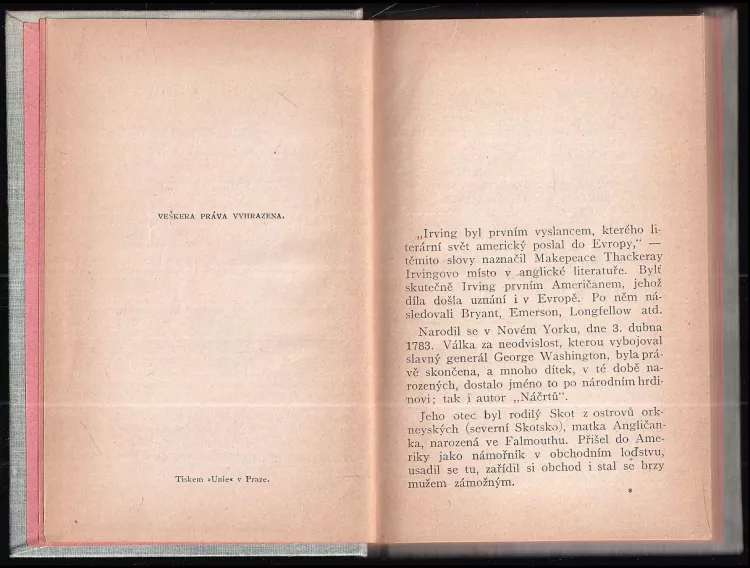 VEŠKERA PRÁVA VYHRAZENA.
Tiskem »Unie« v Praze.
„Irving byl prvním vyslancem, kterého li-
terární svět americký poslal do Evropy,“ —
těmito slovy naznačil Makepeace Thackeray
Irvingovo místo v anglické literatuře. Bylť
skutečně Irving prvním Američanem, jehož
díla došla uznání i v Evropě. Po něm ná-
sledovali Bryant, Emerson, Longfellow atd.
Narodil se v Novém Yorku, dne 3. dubna
1783. Válka za neodvislost, kterou vybojoval
slavný generál George Washington, byla prá-
vě skončena, a mnoho dítek, v té době na-
rozených, dostalo jméno to po národním hrdi-
novi; tak i autor „Náčrtů“.
Jeho otec byl rodilý Skot z ostrovů ork-
neyských (severní Skotsko), matka Angličan-
ka, narozená ve Falmouthu. Přišel do Ame-
riky jako námořník v obchodním loďstvu,
usadil se tu, zařídil si obchod i stal se brzy
mužem zámožným.
*